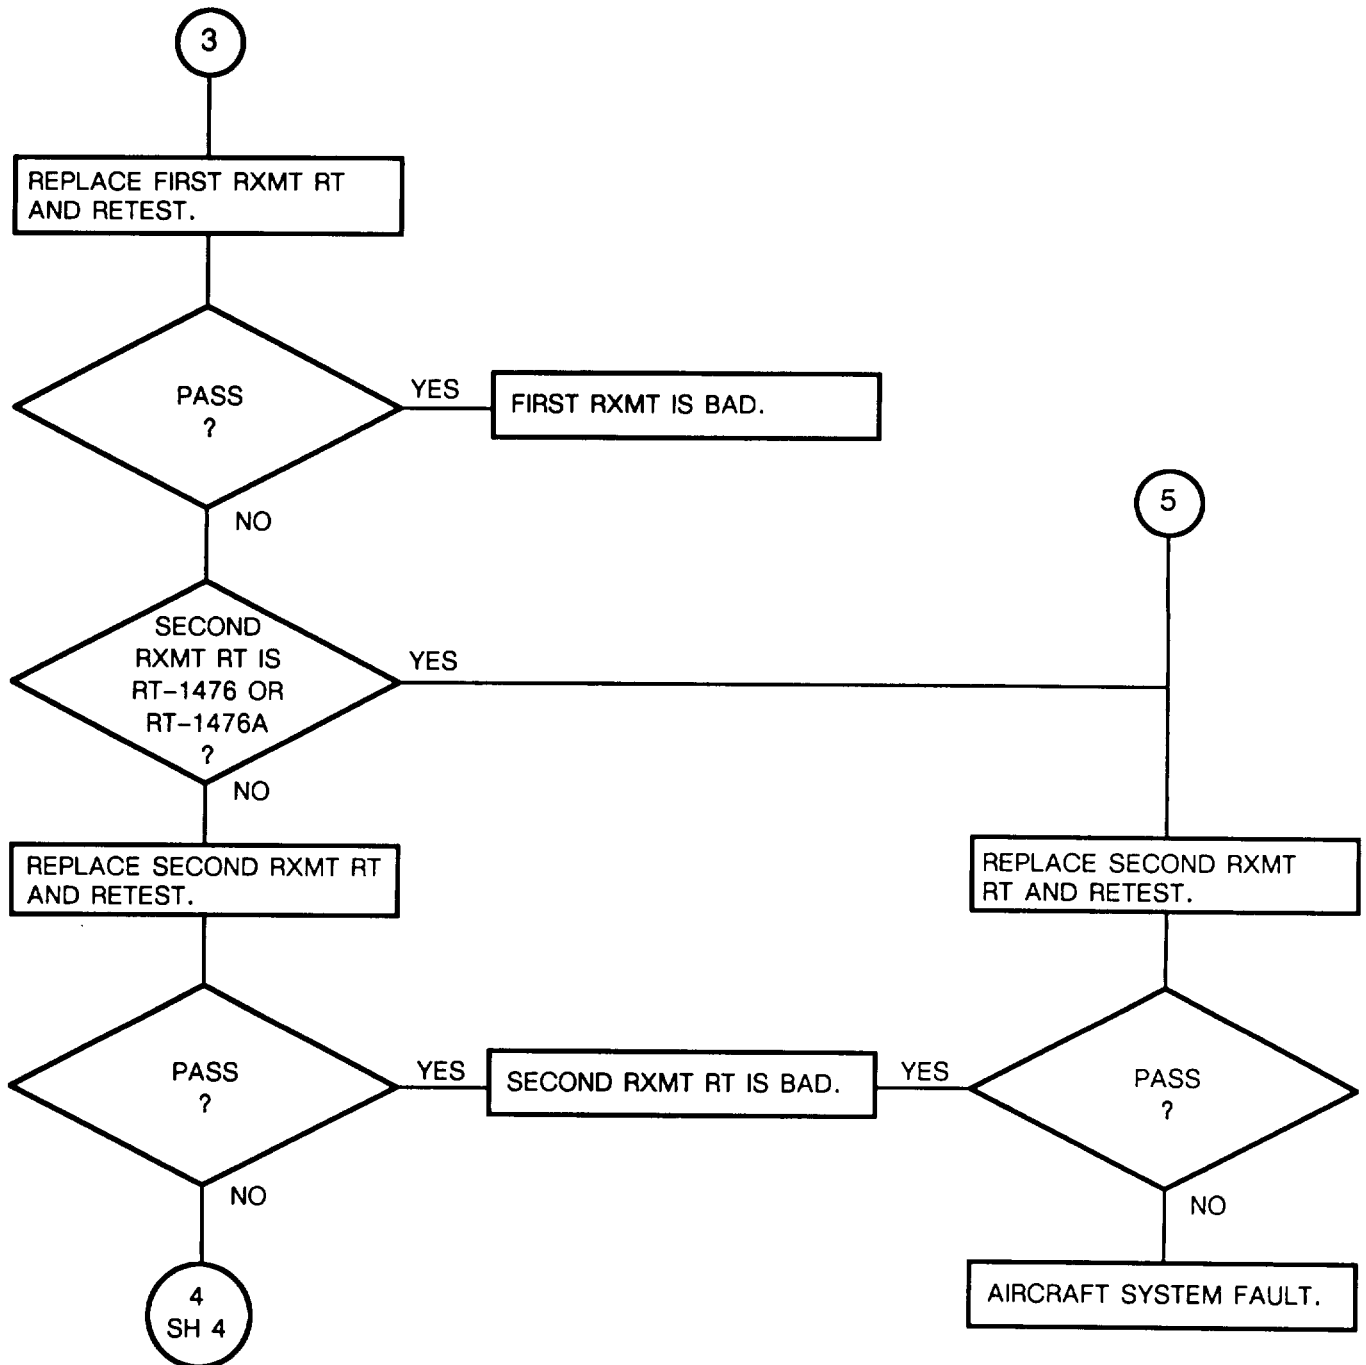 3
REPLACE FIRST RXMT RT
AND RETEST.
PASS
?
YES
FIRST RXMT IS BAD.
NO
5
SECOND
RXMT RT IS
RT-1476 OR
RT-1476A
?
YES
NO
REPLACE SECOND RXMT RT
AND RETEST.
REPLACE SECOND RXMT
RT AND RETEST.
PASS
?
YES
SECOND RXMT RT IS BAD.
YES
PASS
?
NO
NO
4
SH 4
AIRCRAFT SYSTEM FAULT.